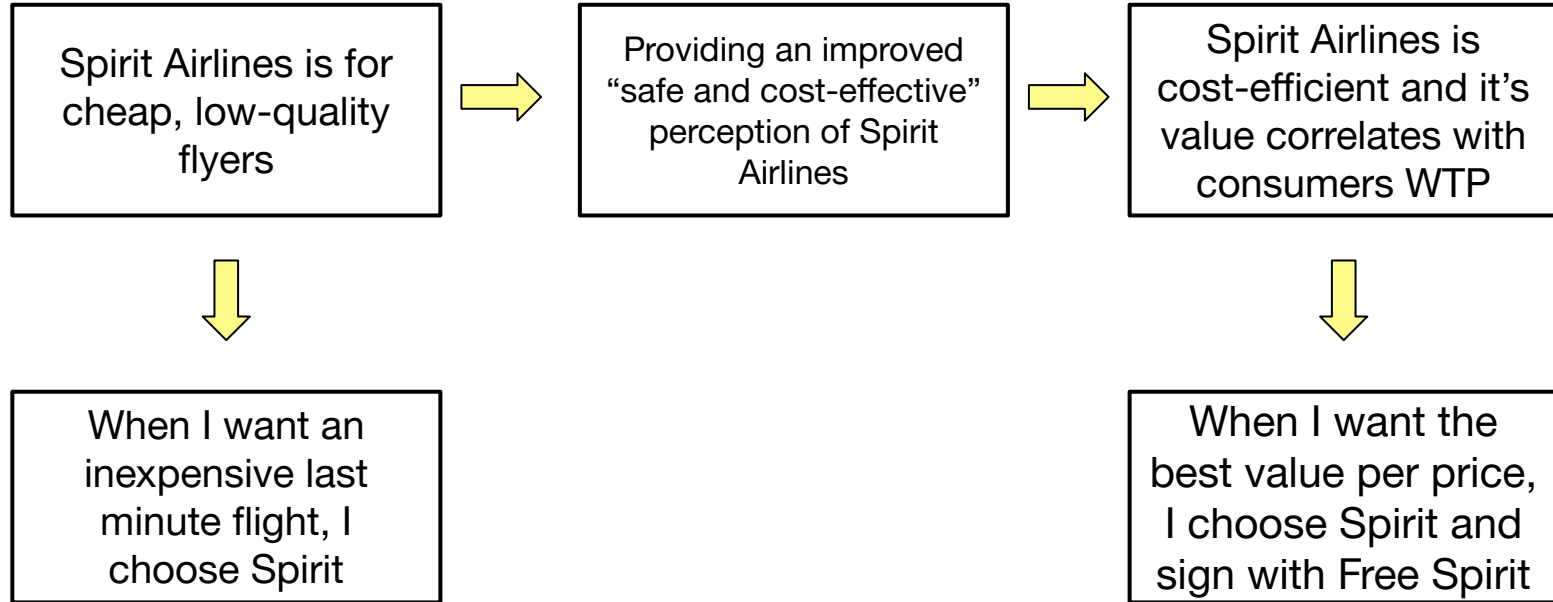 Spirit Airlines is for
cheap, low-quality
flyers
Providing an improved
“safe and cost-effective”
perception of Spirit
Airlines
Spirit Airlines is
cost-efficient and it's
value correlates with
consumers WTP
When I want an
inexpensive last
minute flight, I
choose Spirit
When I want the
best value per price,
I choose Spirit and
sign with Free Spirit